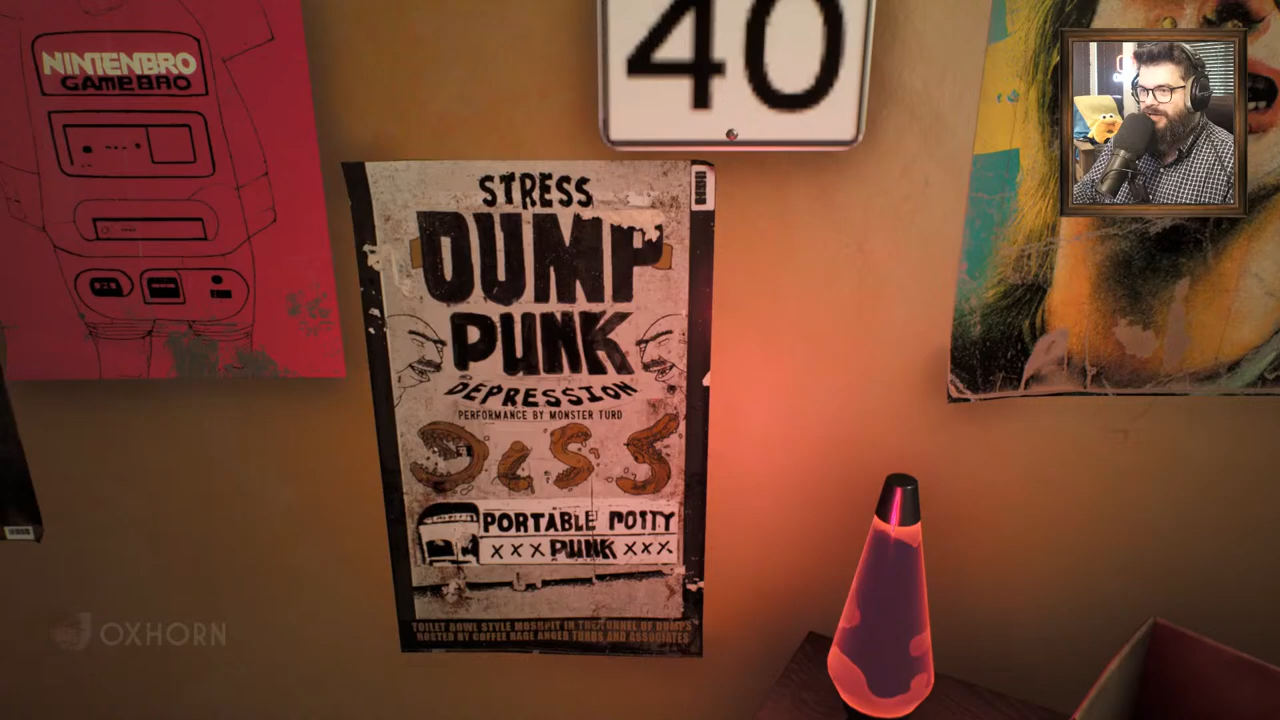 NINTENBRO
GAMEBRO
40
STRESS
DUMP
PUNK
DEPRESSION
PERFORMANCE BY MONSTER TURD
PORTABLE POTTY
XXX PUNK XXX
TOILET BOWL STYLE MOSHPIT IN THE TUNNEL OF DUMPS
HOSTED BY COFFEE RAGE ANGER TURDS AND ASSOCIATES
OXHORN